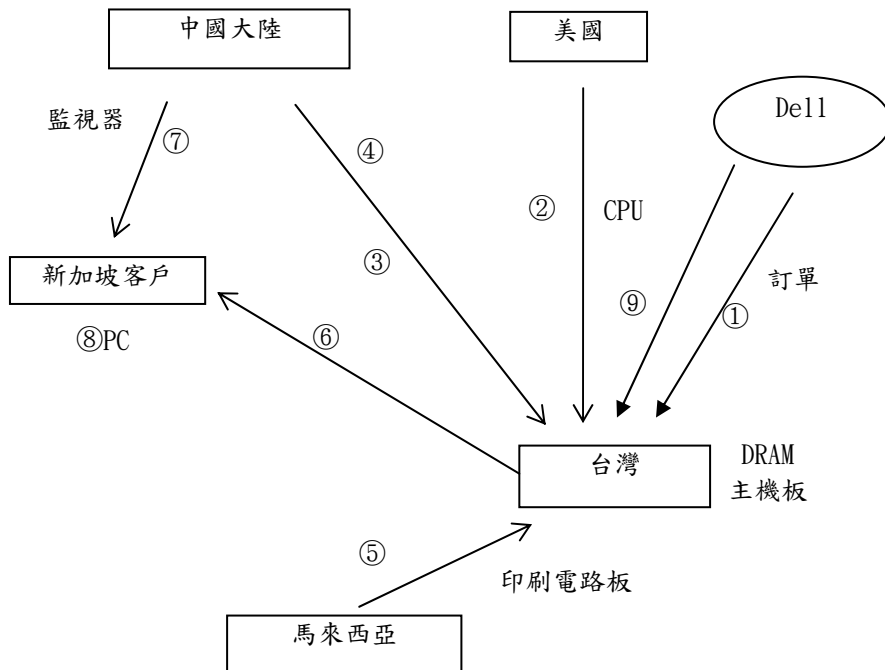 中國大陸
美國
Dell
監視器
⑦
④
②
CPU
③
新加坡客戶
訂單
⑨
①
⑧PC
⑥
台灣
DRAM
主機板
⑤
印刷電路板
馬來西亞